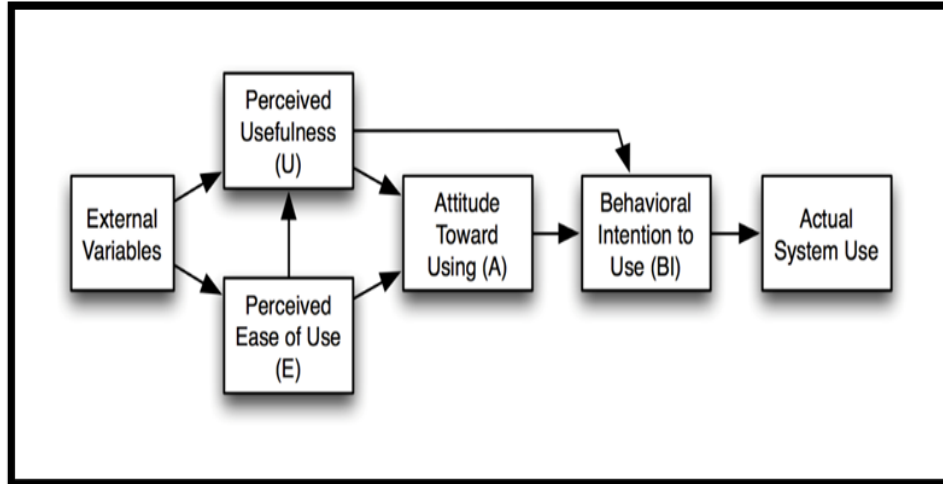 External
Variables
Perceived
Usefulness
(U)
Perceived
Ease of Use
(E)
Attitude
Toward
Using (A)
Behavioral
Intention to
Use (BI)
Actual
System Use